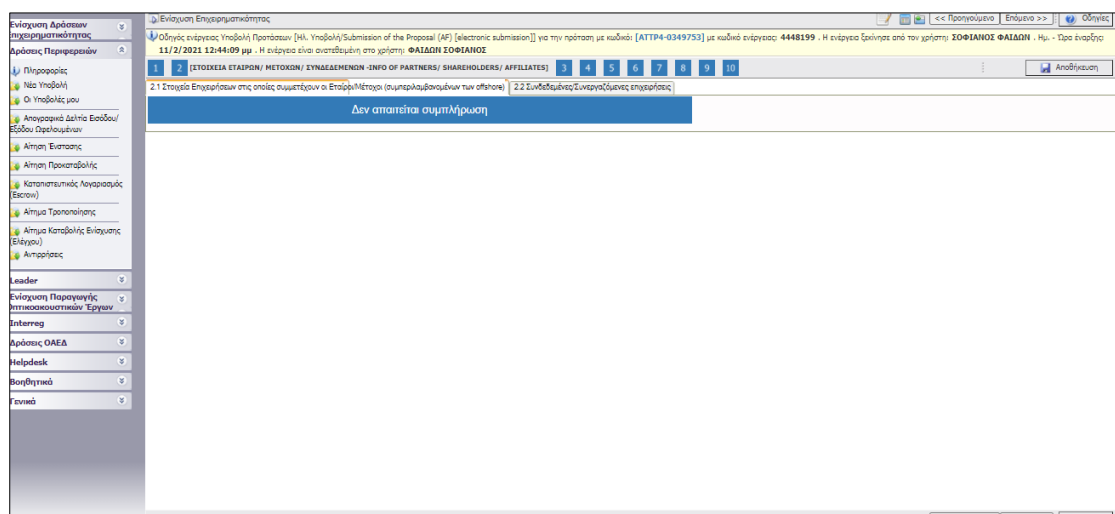 Ενίσχυση Δράσεων
Επιχειρηματικότητας
Δράσεις Περιφερειών
Πληροφορίες
Νέα Υποβολή
Οι Υποβολές μου
Απογραφικά Δελτία Εισόδου/
Εξόδου Ωφελουμένων
Αίτηση Ένστασης
Αίτηση Προκαταβολής
Καταπιστευτικός Λογαριασμός
(Escrow)
Αίτημα Τροποποίησης
Αίτημα Καταβολής Ενίσχυσης
(Ελέγχου)
Αντιρρήσεις
Leader
Ενίσχυση Παραγωγής
Οπτικοακουστικών Έργων
Interreg
Δράσεις ΟΑΕΔ
Helpdesk
Βοηθητικά
Γενικά
Ενίσχυση Επιχειρηματικότητας
<< Προηγούμενο Επόμενο >> Οδηγίες
Οδηγός ενέργειας Υποβολή Προτάσεων [Ηλ. Υποβολή/Submission of the Proposal (AF) [electronic submission]] για την πρόταση με κωδικό: [ΑΤΤΡ4-0349753] με κωδικό ενέργειας: 4448199 . Η ενέργεια ξεκίνησε από τον χρήστη: ΣΟΦΙΑΝΟΣ ΦΑΙΔΩΝ . Ημ. - Ώρα έναρξης:
11/2/2021 12:44:09 μμ . Η ενέργεια είναι ανατεθειμένη στο χρήστη: ΦΑΙΔΩΝ ΣΟΦΙΑΝΟΣ
1 2 [ΣΤΟΙΧΕΙΑ ΕΤΑΙΡΩΝ/ ΜΕΤΟΧΩΝ/ ΣΥΝΔΕΔΕΜΕΝΩΝ -INFO OF PARTNERS/ SHAREHOLDERS/ AFFILIATES] 3 4 5 6 7 8 9 10 Αποθήκευση
2.1 Στοιχεία Επιχειρήσεων στις οποίες συμμετέχουν οι Εταίροι/Μέτοχοι (συμπεριλαμβανομένων των offshore) 2.2 Συνδεδεμένες/Συνεργαζόμενες επιχειρήσεις
Δεν απαιτείται συμπλήρωση